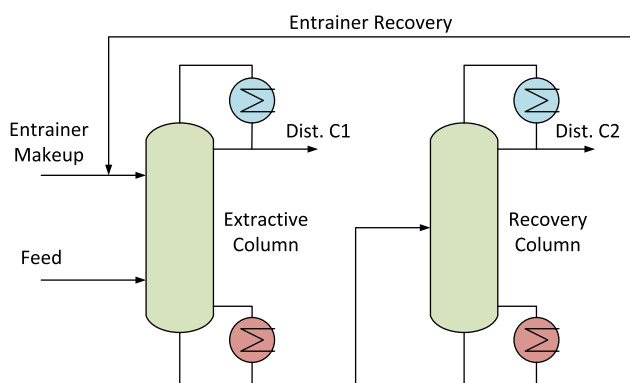 Entrainer Recovery
Entrainer
Makeup
Dist. C1
Dist. C2
Extractive
Column
Recovery
Column
Feed